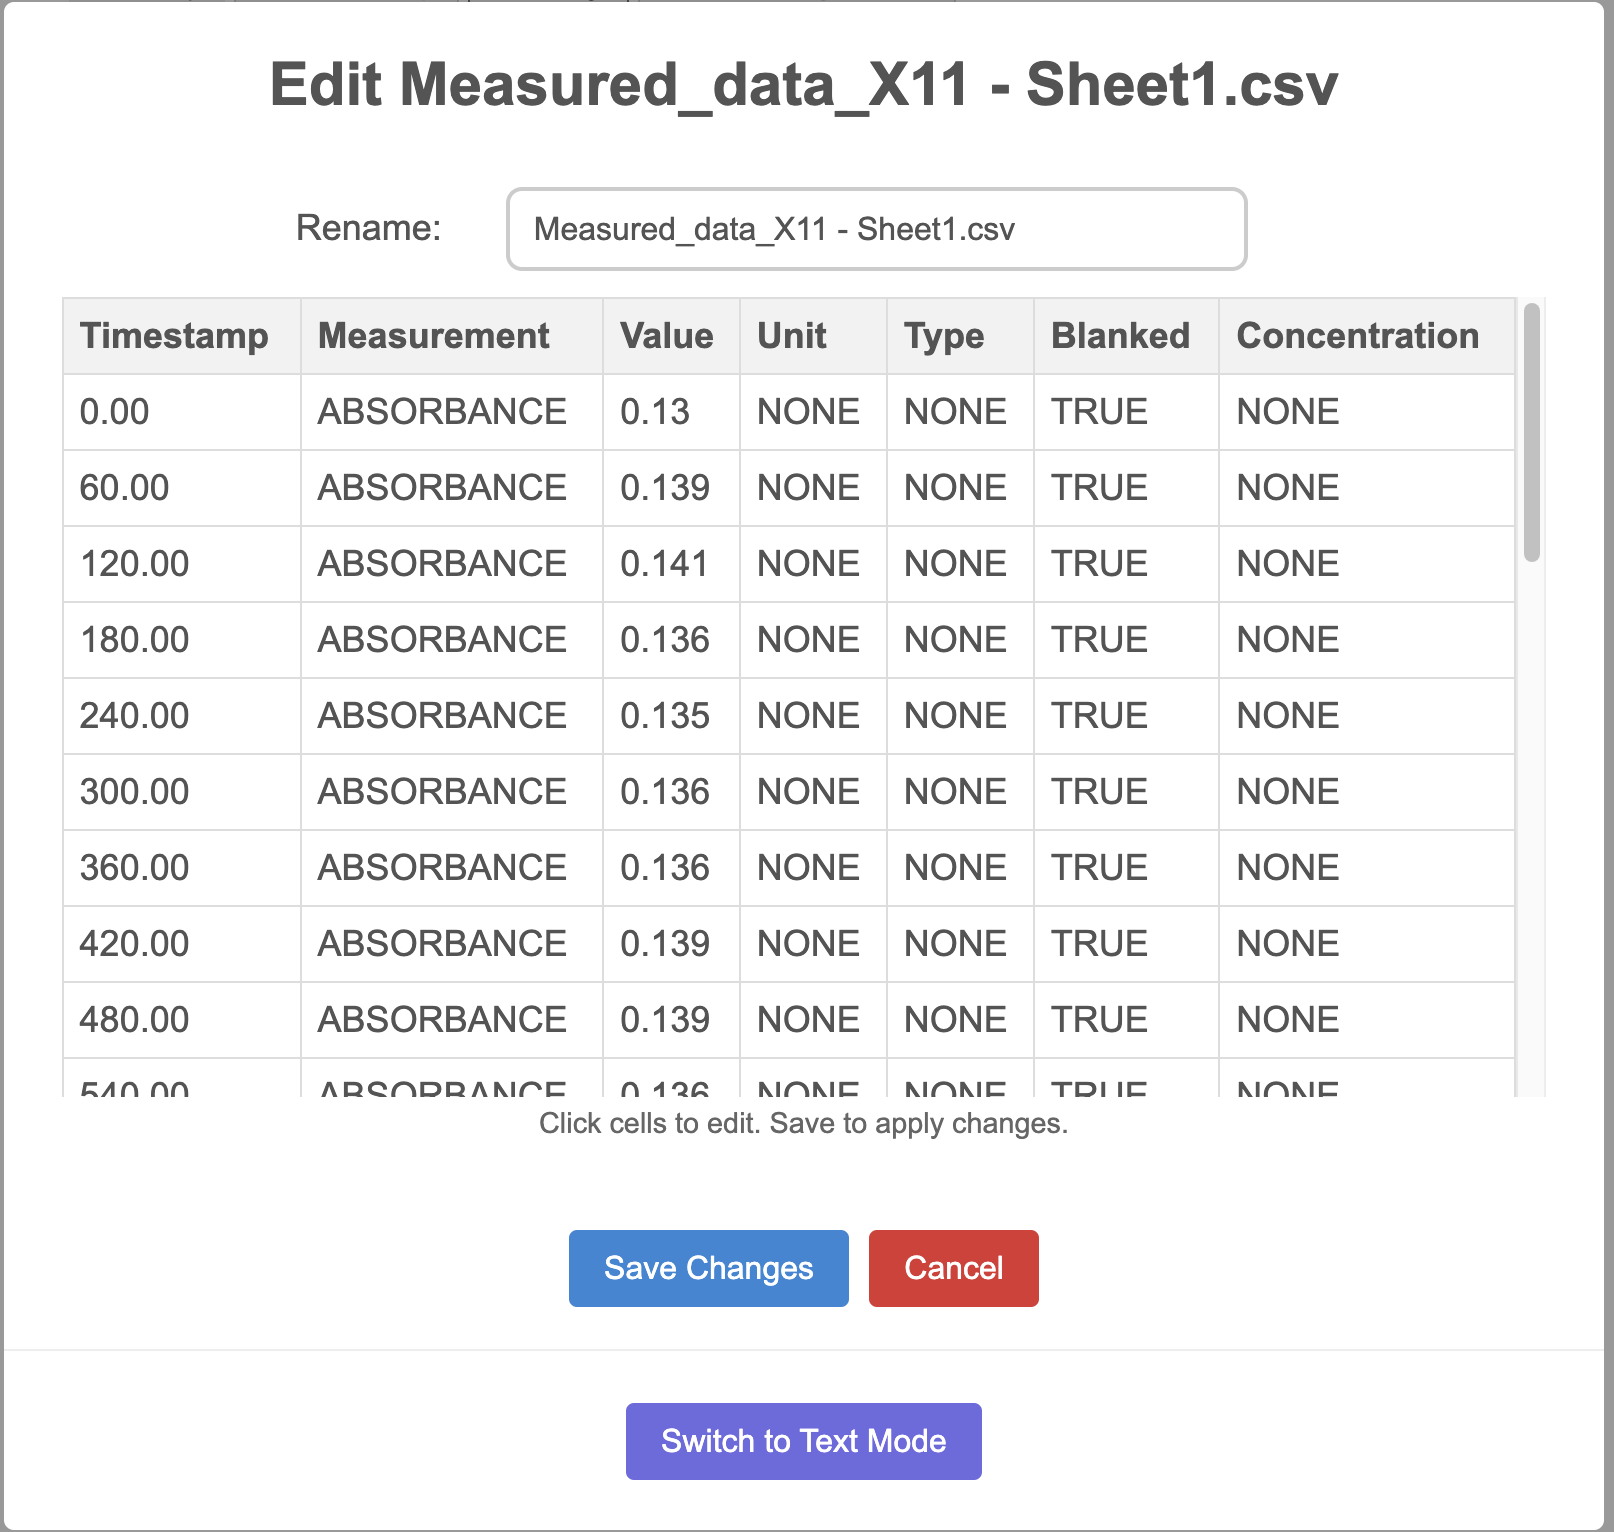 Edit Measured_data_X11 - Sheet1.csv
Rename: Measured_data_X11 - Sheet1.csv
Timestamp Measurement Value Unit Type Blanked Concentration
0.00 ABSORBANCE 0.13 NONE NONE TRUE NONE
60.00 ABSORBANCE 0.139 NONE NONE TRUE NONE
120.00 ABSORBANCE 0.141 NONE NONE TRUE NONE
180.00 ABSORBANCE 0.136 NONE NONE TRUE NONE
240.00 ABSORBANCE 0.135 NONE NONE TRUE NONE
300.00 ABSORBANCE 0.136 NONE NONE TRUE NONE
360.00 ABSORBANCE 0.136 NONE NONE TRUE NONE
420.00 ABSORBANCE 0.139 NONE NONE TRUE NONE
480.00 ABSORBANCE 0.139 NONE NONE TRUE NONE
540.00 ABSORBANCE 0.136 NONE NONE TRUE NONE
Click cells to edit. Save to apply changes.
Save Changes Cancel
Switch to Text Mode